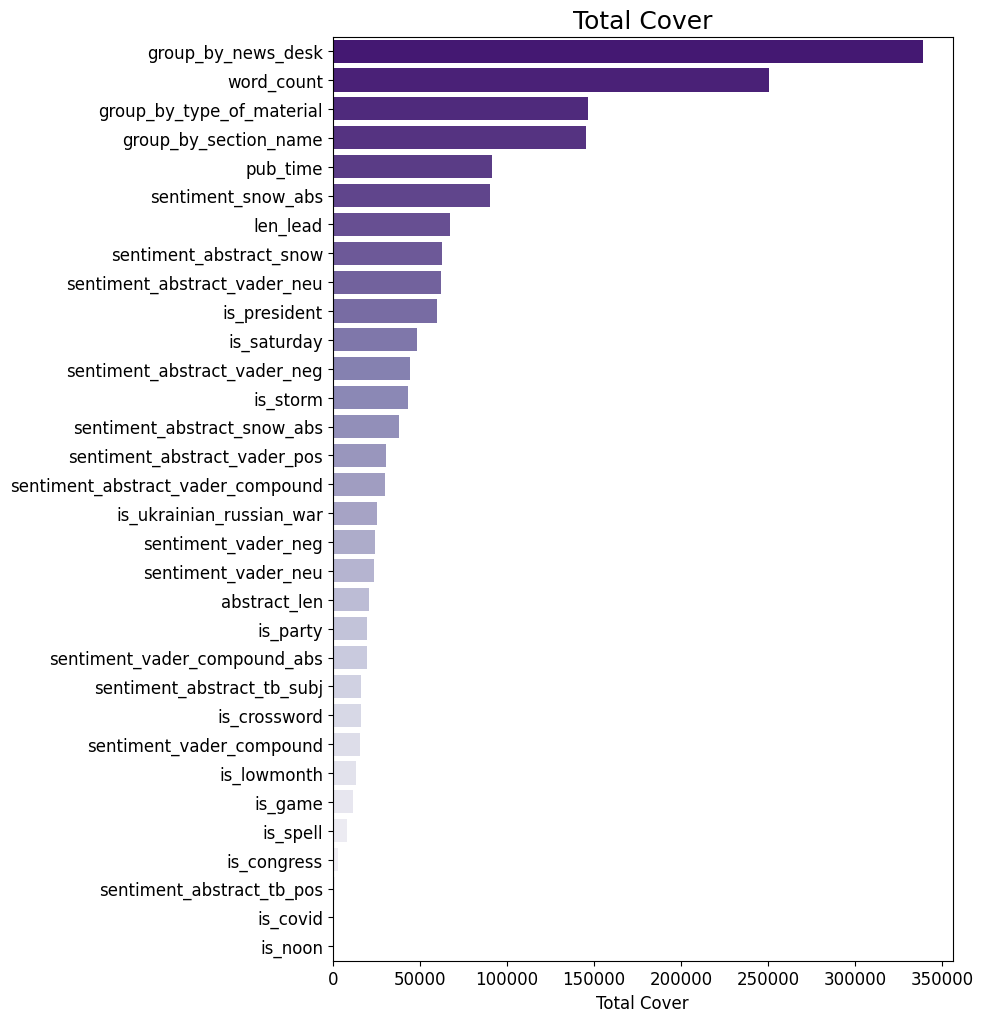 Total Cover
group_by_news_desk
word_count
group_by_type_of_material
group_by_section_name
pub_time
sentiment_snow_abs
len_lead
sentiment_abstract_snow
sentiment_abstract_vader_neu
is_president
is_saturday
sentiment_abstract_vader_neg
is_storm
sentiment_abstract_snow_abs
sentiment_abstract_vader_pos
sentiment_abstract_vader_compound
is_ukrainian_russian_war
sentiment_vader_neg
sentiment_vader_neu
abstract_len
is_party
sentiment_vader_compound_abs
sentiment_abstract_tb_subj
is_crossword
sentiment_vader_compound
is_lowmonth
is_game
is_spell
is_congress
sentiment_abstract_tb_pos
is_covid
is_noon
0 50000 100000 150000 200000 250000 300000 350000
Total Cover